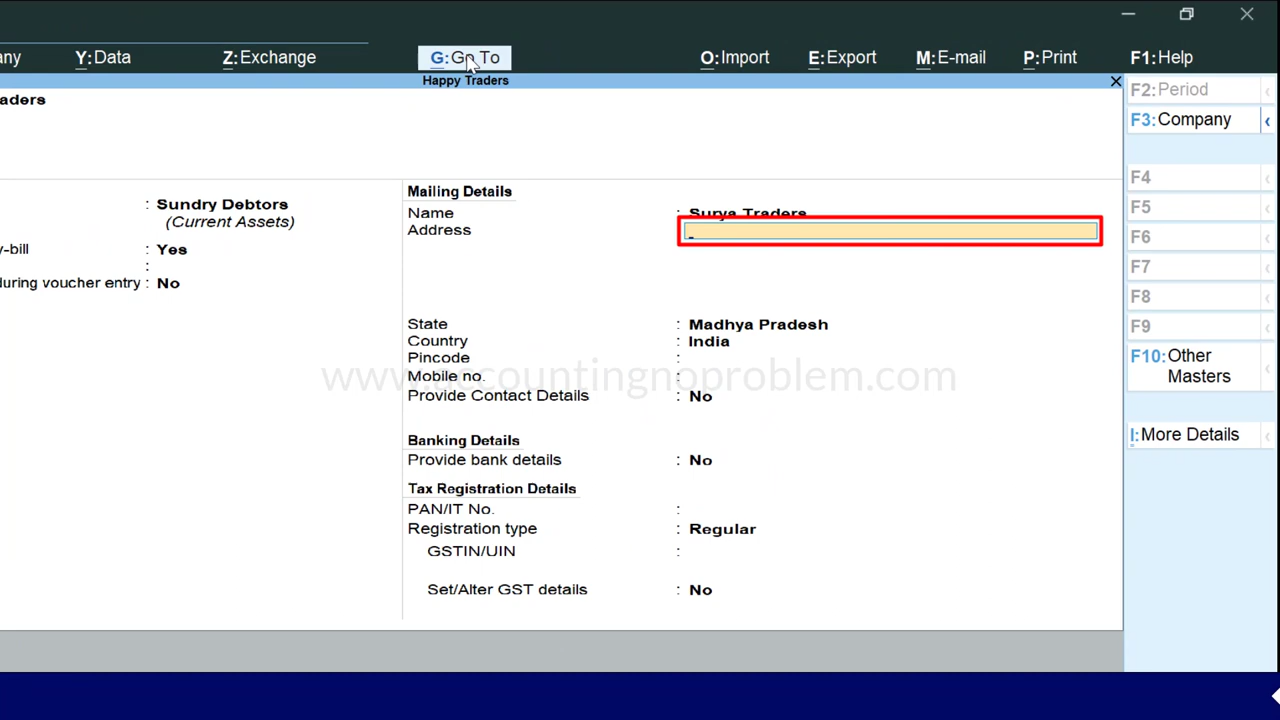 any Y:Data Z:Exchange G:Go To O:Import E:Export M:E-mail P:Print F1:Help
Happy Traders
aders
F2:Period
F3:Company
F4
F5
F6
F7
F8
F9
F10:Other
Masters
I:More Details
: Sundry Debtors
(Current Assets)
y-bill : Yes
:
during voucher entry : No
Mailing Details
Name : Surya Traders
Address
State : Madhya Pradesh
Country : India
Pincode :
Mobile no. :
Provide Contact Details : No
Banking Details
Provide bank details : No
Tax Registration Details
PAN/IT No. :
Registration type : Regular
GSTIN/UIN :
Set/Alter GST details : No
www.accountingnoproblem.com